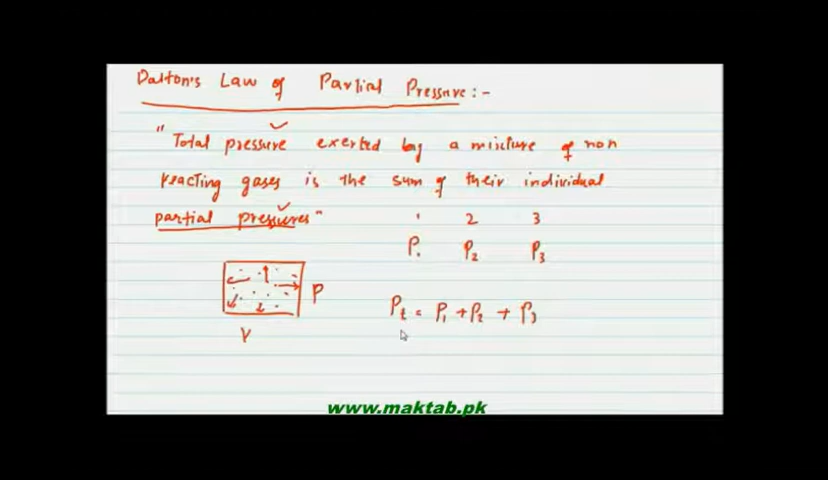 Dalton's Law of Partial Pressure:-
"Total pressure exerted by a mixture of non
reacting gases is the sum of their individual
partial pressures"
1 2 3
P1 P2 P3
P
Pt = P1 + P2 + P3
V
www.maktab.pk